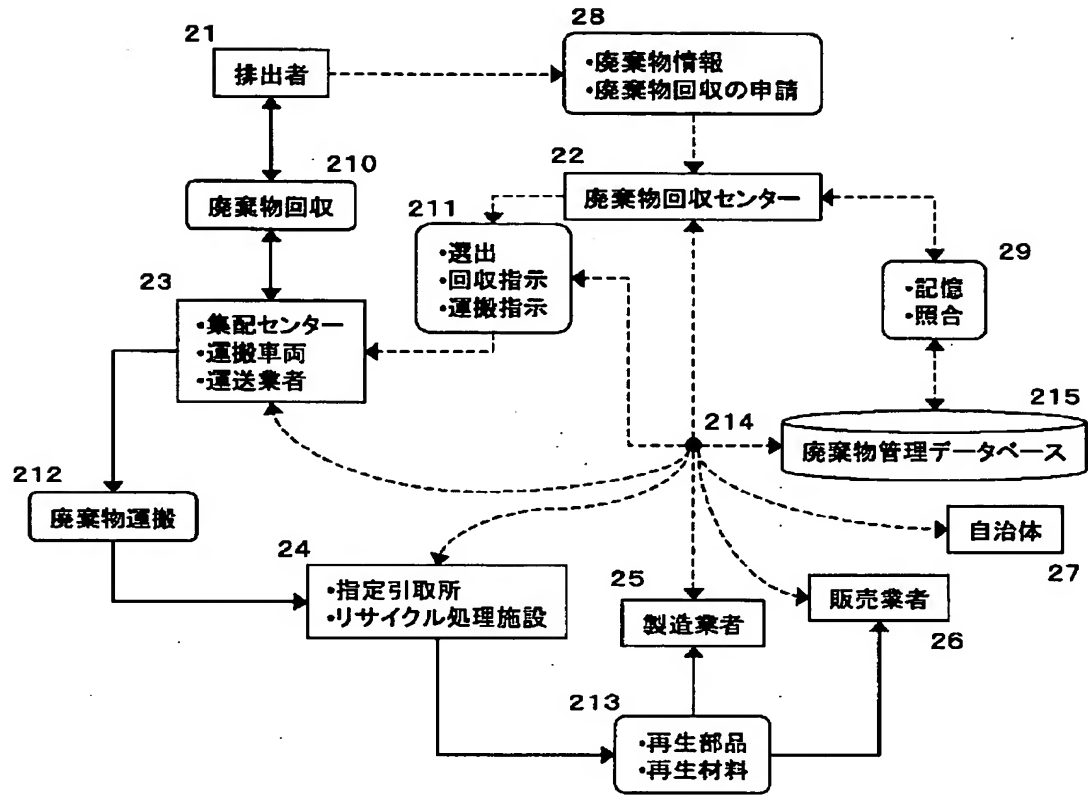 28
21
排出者
・廃棄物情報
・廃棄物回収の申請
210
22
廃棄物回収
211
廃棄物回収センター
・選出
・回収指示
・運搬指示
29
・記憶
・照合
23
・集配センター
・運搬車両
・運送業者
214
215
廃棄物管理データベース
212
廃棄物運搬
自治体
27
24
・指定引取所
・リサイクル処理施設
25
製造業者
販売業者
26
213
・再生部品
・再生材料